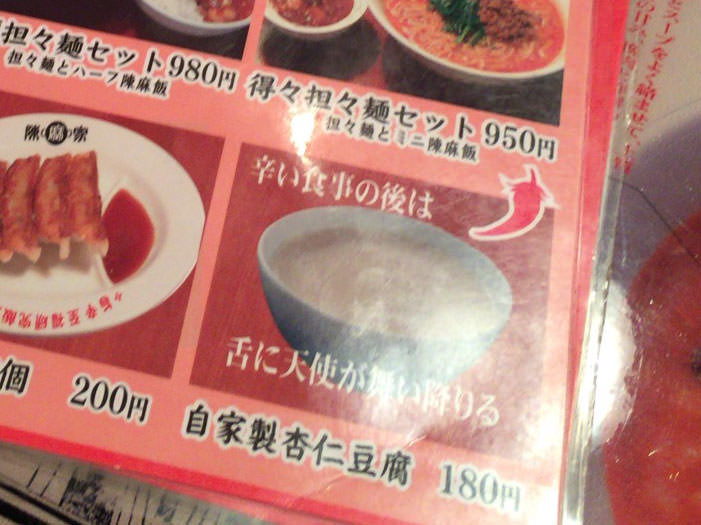 担々麺セット980円
担々麺とハーフ陳麻飯
得々担々麺セット950円
担々麺とミニ陳麻飯
陳麻家
辛い食事の後は
舌に天使が舞い降りる
個 200円
自家製杏仁豆腐 180円